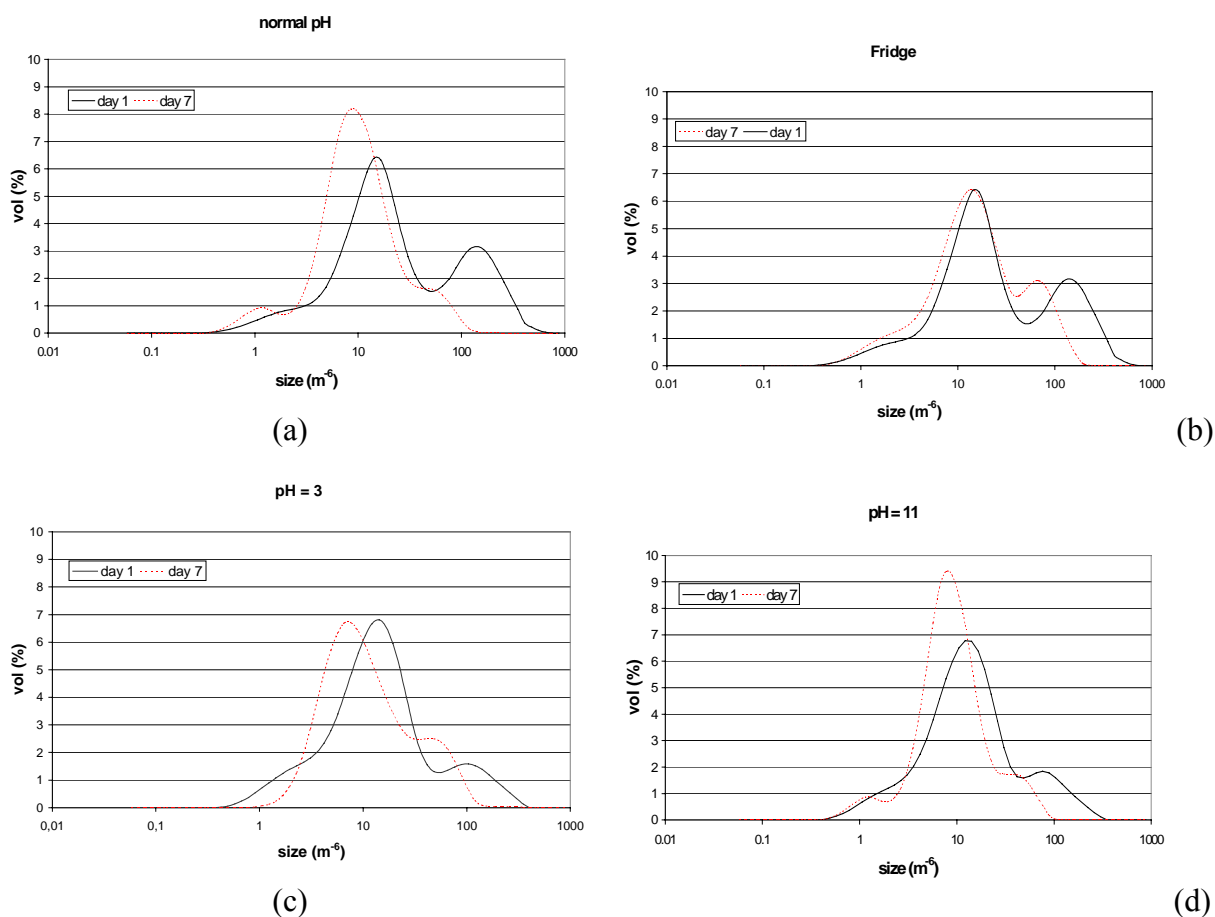 normal pH
10
9
8
7
6
5
4
3
2
1
0
vol (%)
day 1 day 7
0.01 0.1 1 10 100 1000
size (m⁻⁶)
(a)
Fridge
10
9
8
7
6
5
4
3
2
1
0
vol (%)
day 7 day 1
0.01 0.1 1 10 100 1000
size (m⁻⁶)
(b)
pH = 3
10
9
8
7
6
5
4
3
2
1
0
vol (%)
day 1 day 7
0,01 0,1 1 10 100 1000
size (m⁻⁶)
(c)
pH = 11
10
9
8
7
6
5
4
3
2
1
0
vol (%)
day 1 day 7
0.01 0.1 1 10 100 1000
size (m⁻⁶)
(d)